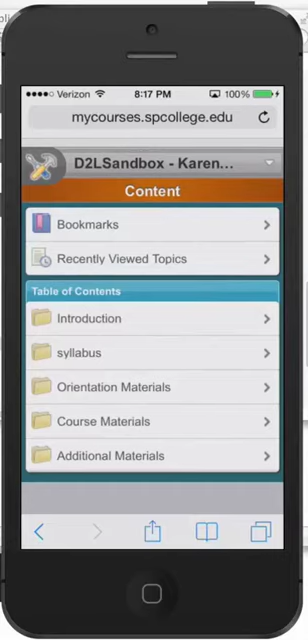 Verizon 8:17 PM 100%
mycourses.spcollege.edu
D2LSandbox - Karen...
Content
Bookmarks
Recently Viewed Topics
Table of Contents
Introduction
syllabus
Orientation Materials
Course Materials
Additional Materials